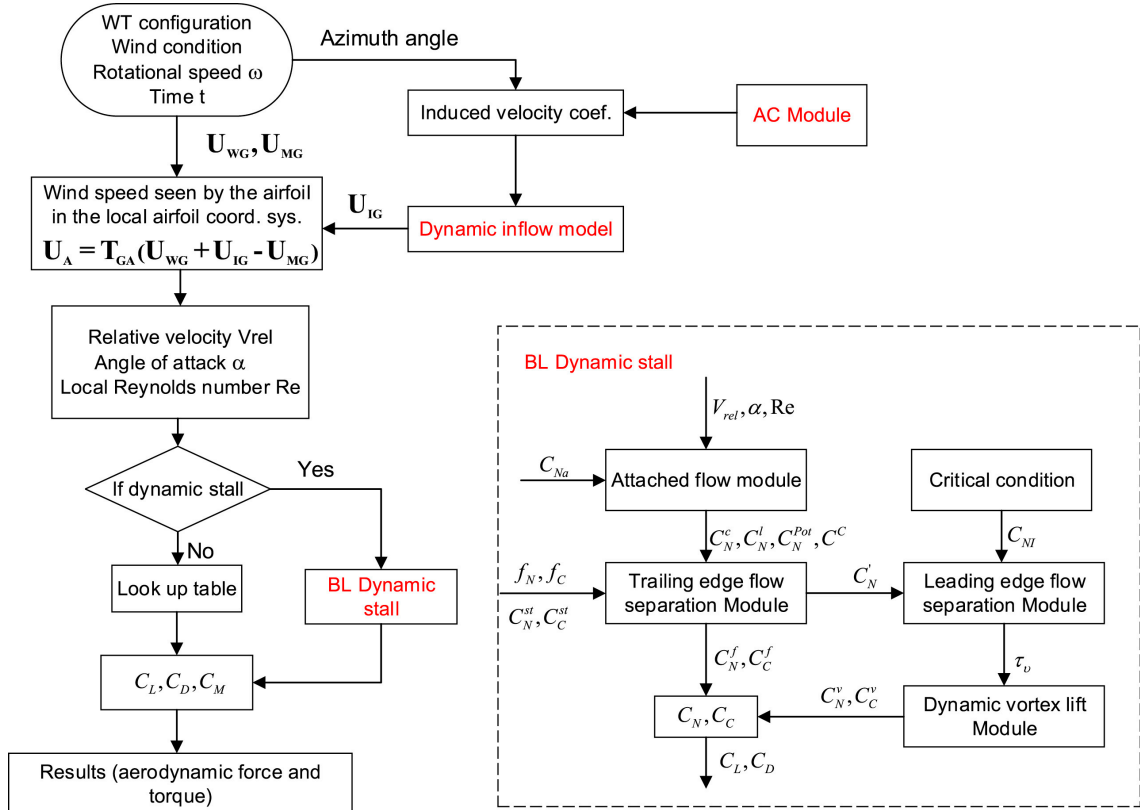 WT configuration
Wind condition
Rotational speed ω
Time t
Azimuth angle
Induced velocity coef.
AC Module
U_WG, U_MG
Wind speed seen by the airfoil
in the local airfoil coord. sys.
U_A = T_GA(U_WG + U_IG - U_MG)
U_IG
Dynamic inflow model
Relative velocity Vrel
Angle of attack α
Local Reynolds number Re
If dynamic stall
Yes
No
Look up table
BL Dynamic
stall
C_L, C_D, C_M
Results (aerodynamic force and
torque)
BL Dynamic stall
V_rel, α, Re
C_Na
Attached flow module
Critical condition
C_N^c, C_N^l, C_N^Pot, C^C
C_NI
f_N, f_C
C_N^st, C_C^st
Trailing edge flow
separation Module
C_N^'
Leading edge flow
separation Module
C_N^f, C_C^f
τ_υ
C_N, C_C
C_N^v, C_C^v
Dynamic vortex lift
Module
C_L, C_D